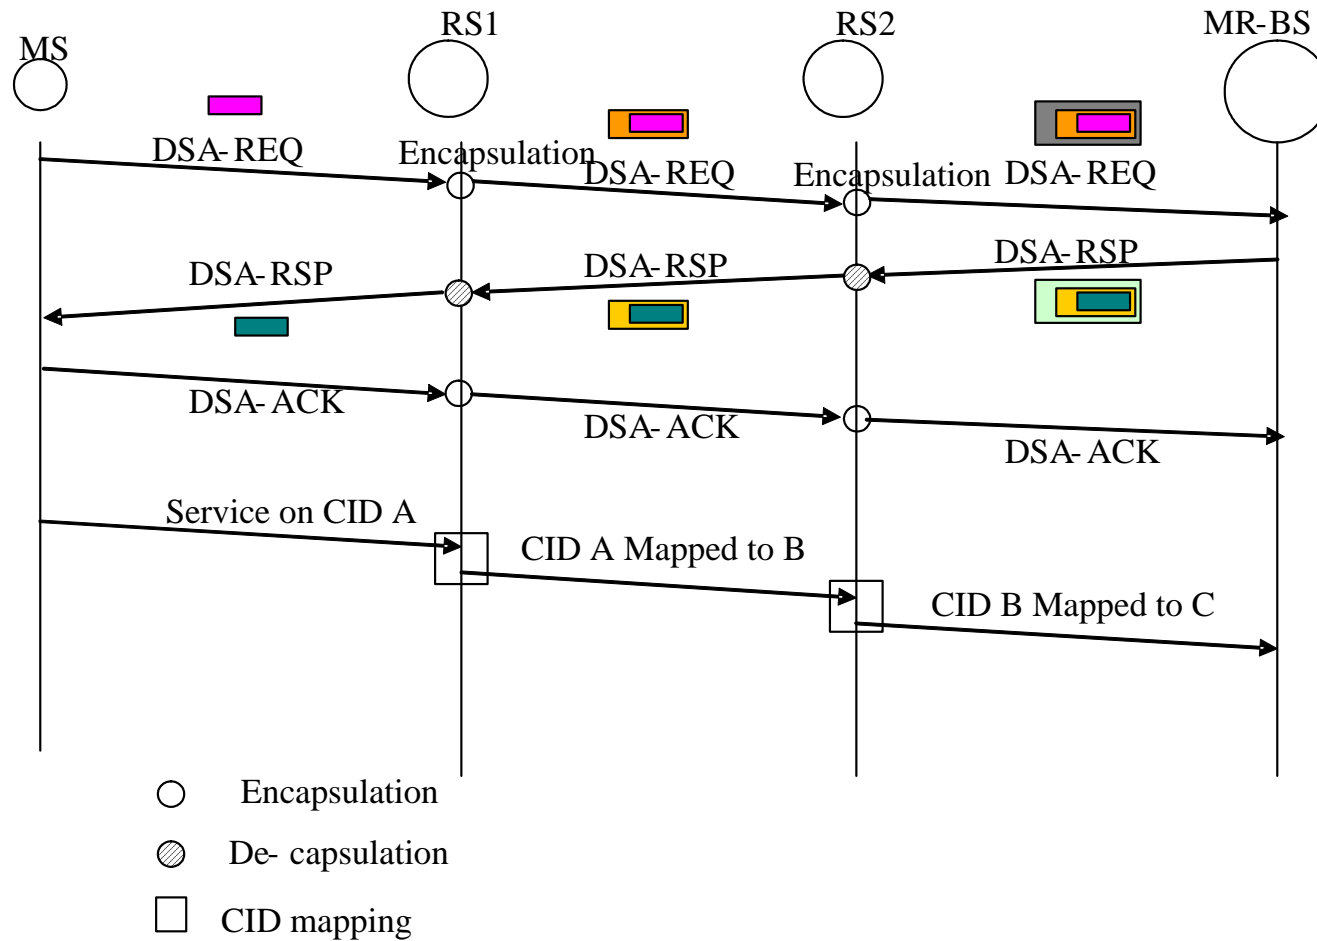 MS
RS1
RS2
MR-BS
DSA-REQ
Encapsulation
DSA-REQ
Encapsulation
DSA-REQ
DSA-RSP
DSA-RSP
DSA-RSP
DSA-ACK
DSA-ACK
DSA-ACK
Service on CID A
CID A Mapped to B
CID B Mapped to C
Encapsulation
De-capsulation
CID mapping